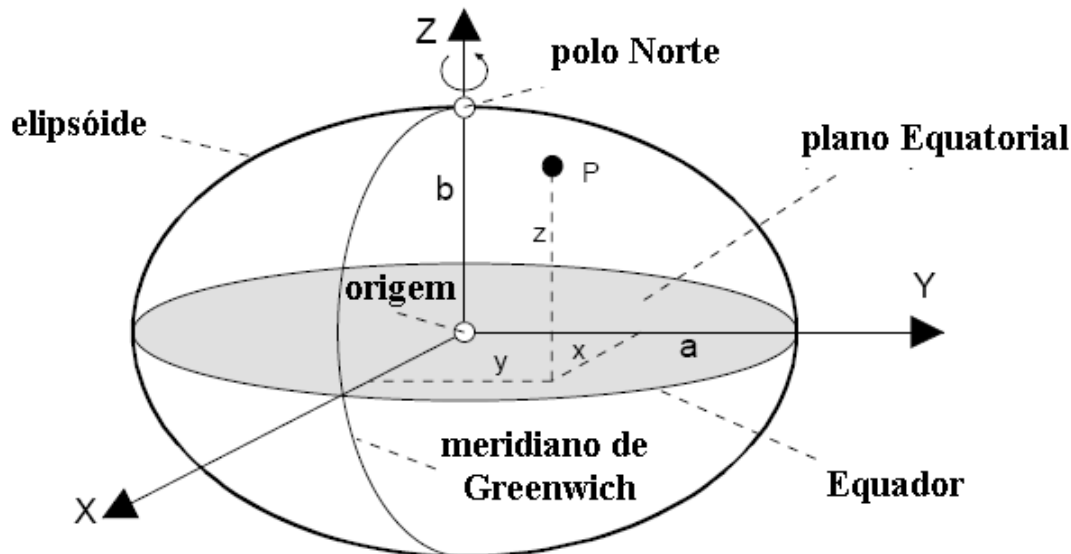 Z
polo Norte
elipsóide
plano Equatorial
b
P
z
origem
Y
y
x
a
meridiano de
Greenwich
Equador
X